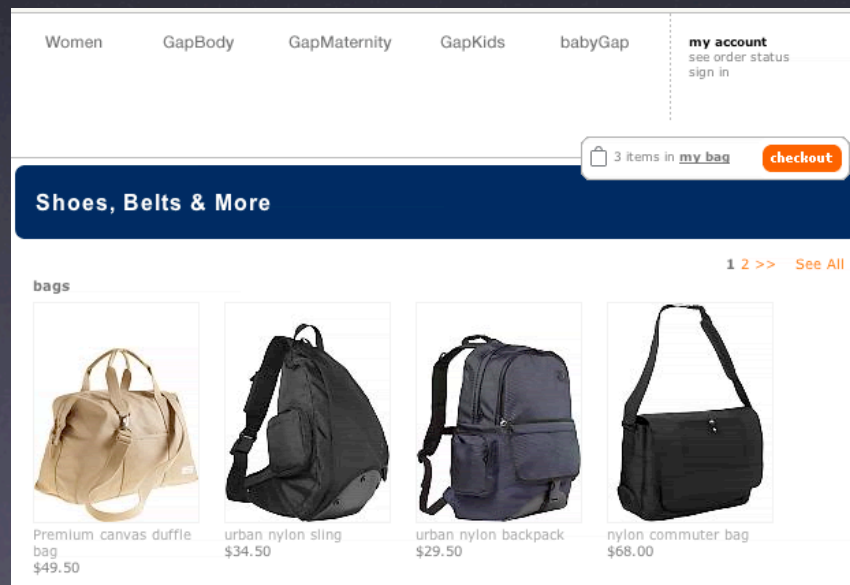 Women GapBody GapMaternity GapKids babyGap
my account
see order status
sign in
3 items in my bag checkout
Shoes, Belts & More
1 2 >> See All
bags
Premium canvas duffle
bag
$49.50
urban nylon sling
$34.50
urban nylon backpack
$29.50
nylon commuter bag
$68.00